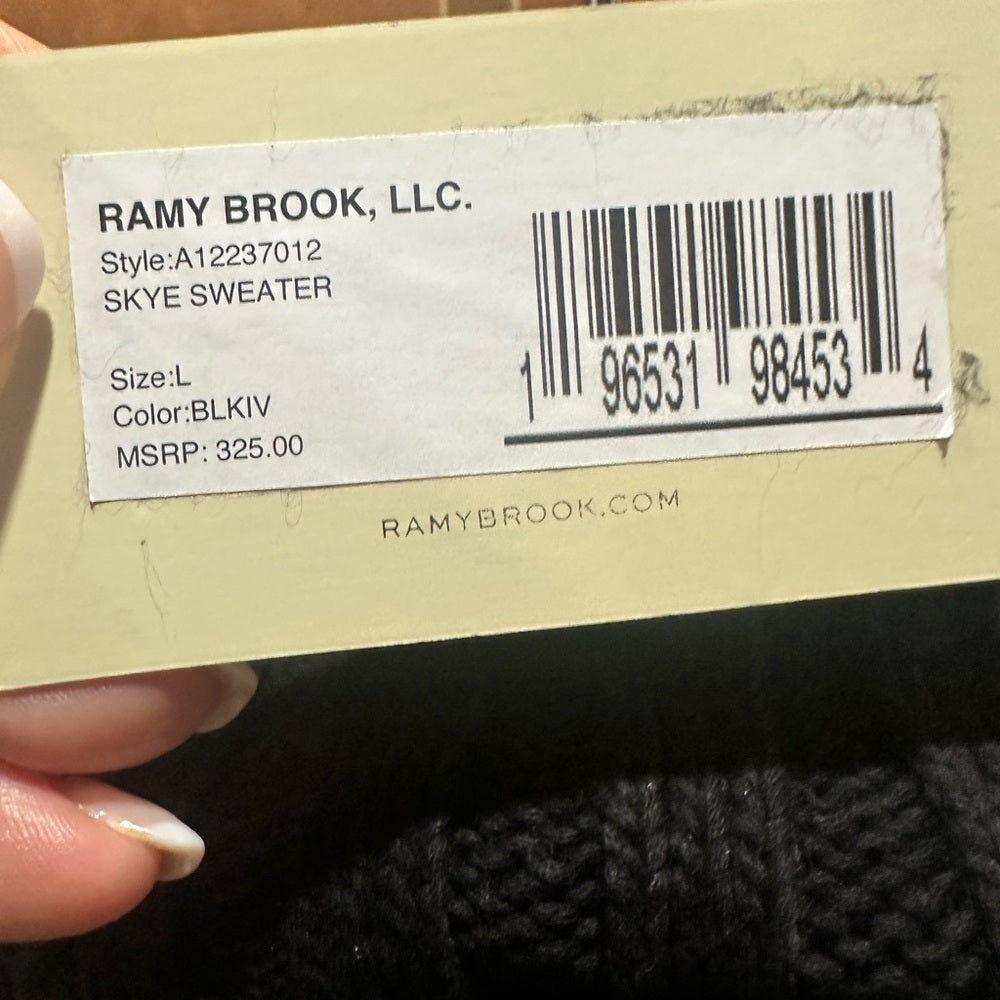 RAMY BROOK, LLC.
Style:A12237012
SKYE SWEATER
Size:L
Color:BLKIV
MSRP: 325.00
1 96531 98453 4
RAMYBROOK.COM